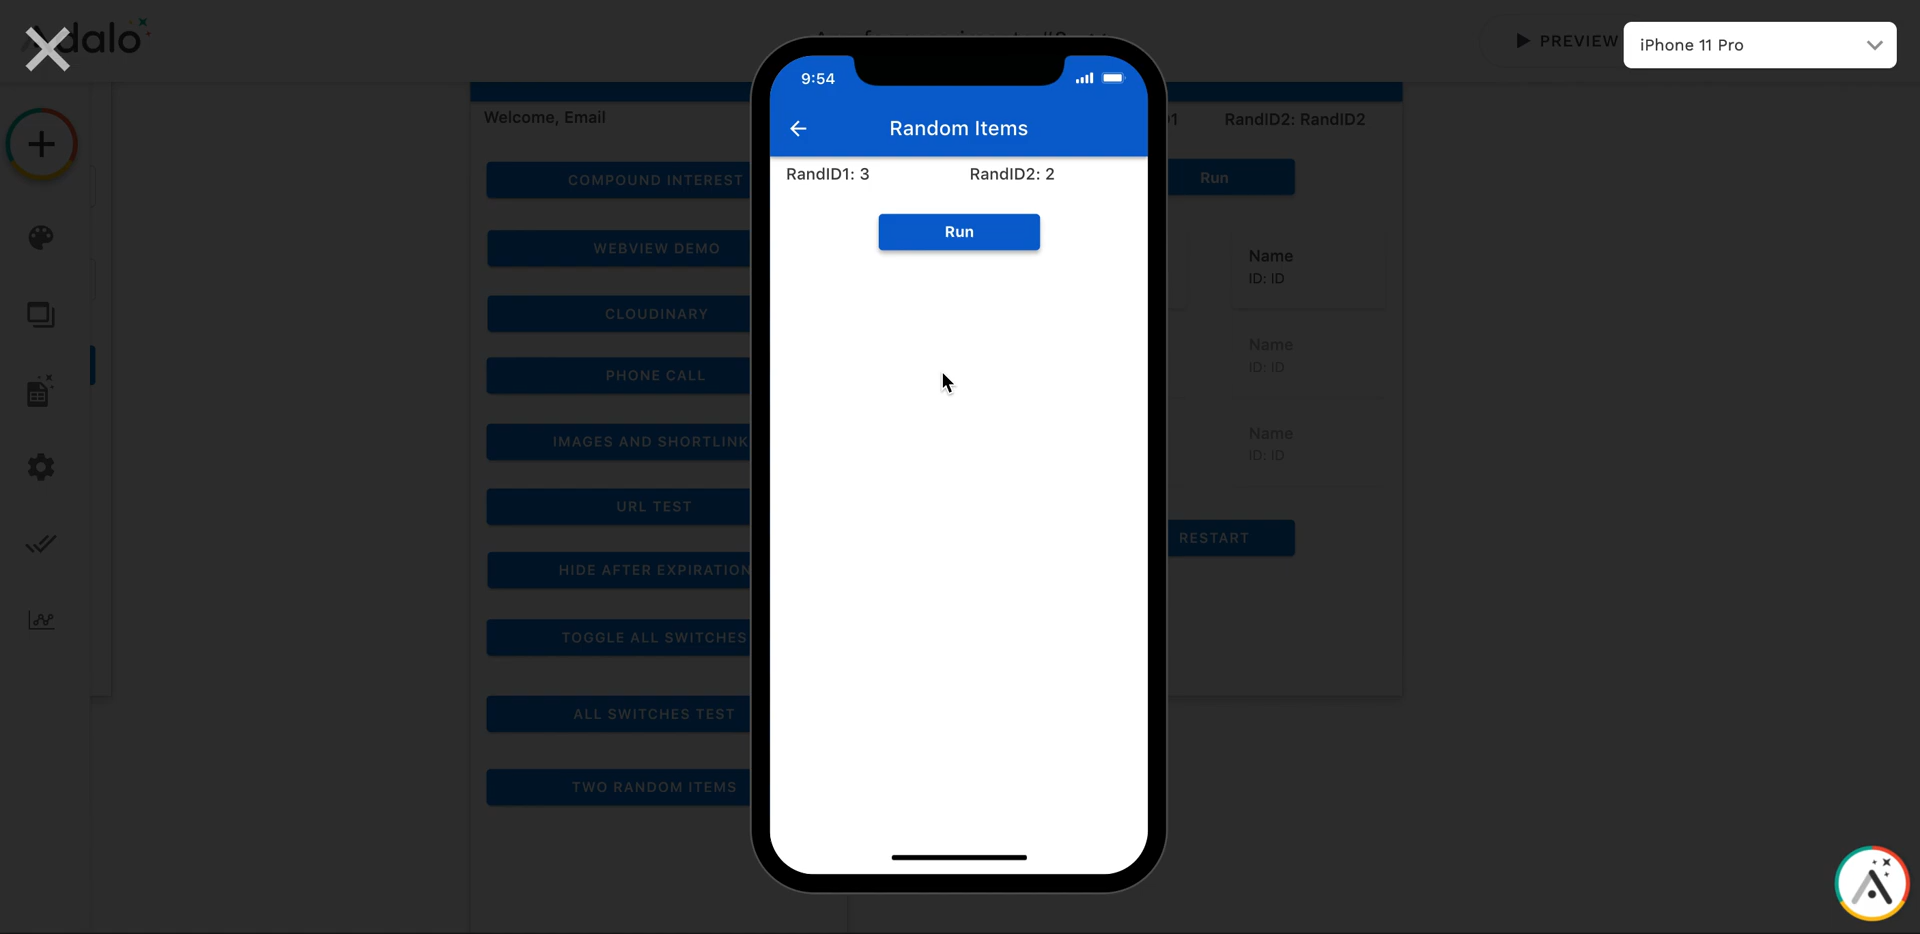 dalo
PREVIEW
iPhone 11 Pro
9:54
Random Items
RandID1: 3
RandID2: 2
Run
Welcome, Email
COMPOUND INTEREST
WEBVIEW DEMO
CLOUDINARY
PHONE CALL
IMAGES AND SHORTLINK
URL TEST
HIDE AFTER EXPIRATION
TOGGLE ALL SWITCHES
ALL SWITCHES TEST
TWO RANDOM ITEMS
RandID2: RandID2
Run
Name
ID: ID
Name
ID: ID
Name
ID: ID
RESTART